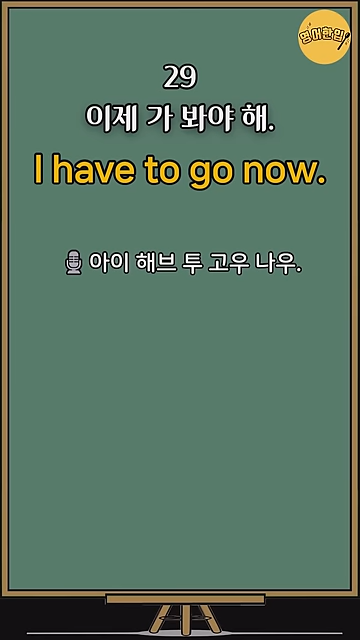 영어한입
29
이제 가 봐야 해.
I have to go now.
아이 해브 투 고우 나우.